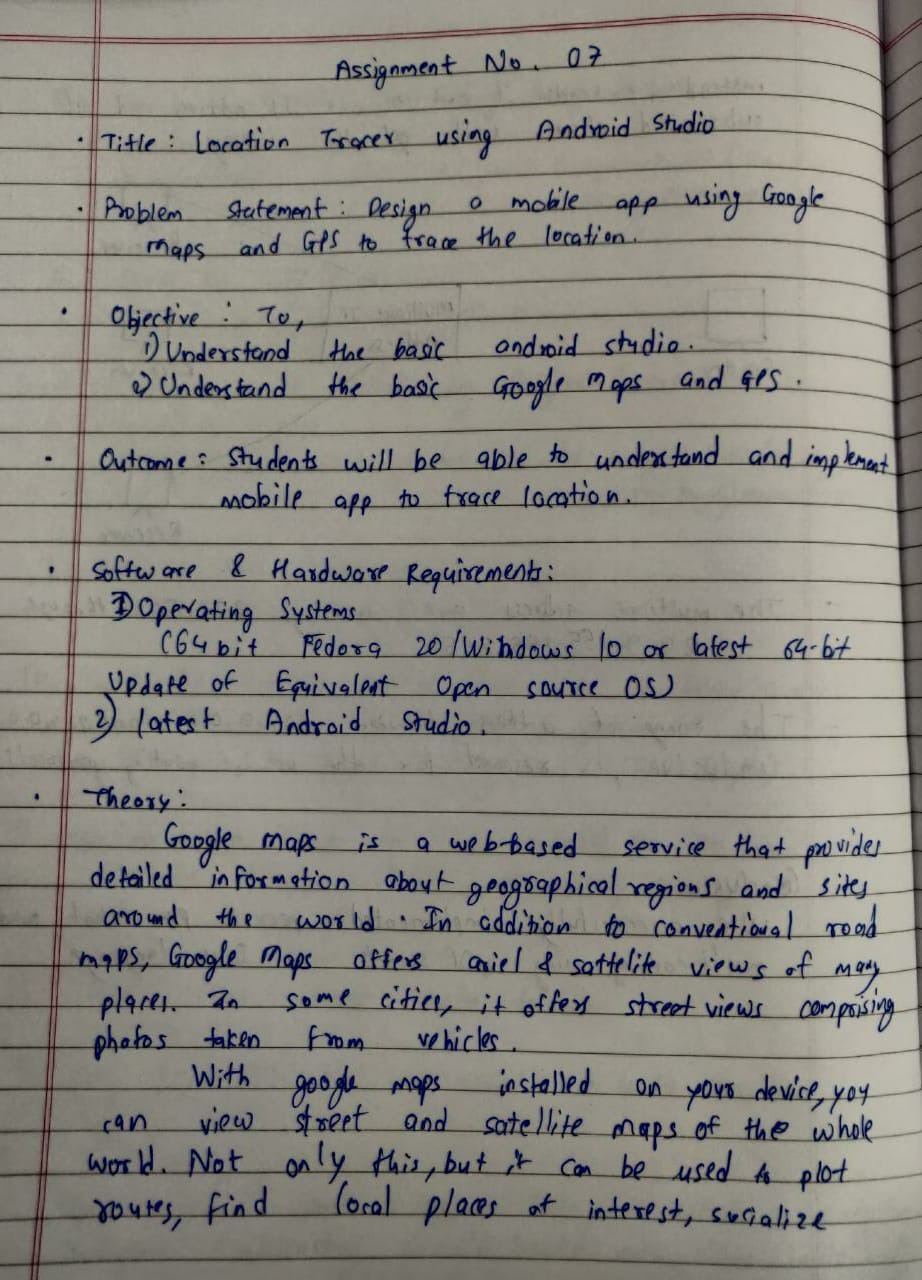 Assignment No. 07
• Title : Location Tracer using Android Studio
• Problem Statement : Design a mobile app using Google
maps and GPS to trace the location.
• Objective : To,
1) Understand the basic android studio.
2) Understand the basic Google Maps and GPS.
• Outcome : Students will be able to understand and implement
mobile app to trace location.
• Software & Hardware Requirements :
1) Operating Systems
(64 bit Fedora 20 / Windows 10 or latest 64-bit
Update of Equivalent Open source OS)
2) latest Android Studio.
• Theory :
Google maps is a web-based service that provides
detailed information about geographical regions and sites
around the world. In addition to conventional road
maps, Google Maps offers ariel & sattelite views of many
places. In some cities, it offers street views comprising
photos taken from vehicles.
With google maps installed on your device, you
can view street and satellite maps of the whole
world. Not only this, but it can be used to plot
routes, find local places of interest, socialize